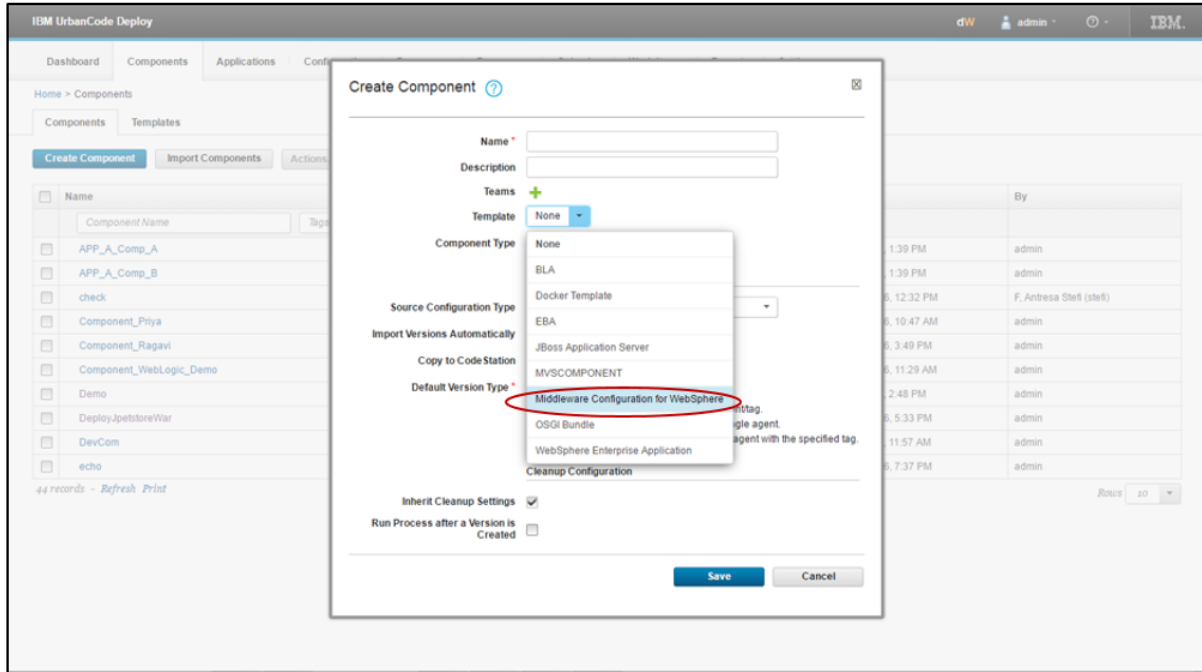 IBM UrbanCode Deploy
dW admin IBM.
Dashboard Components Applications
Home > Components
Components Templates
Create Component Import Components Actions
Name By
Component Name Tags
APP_A_Comp_A 1:39 PM admin
APP_A_Comp_B 1:39 PM admin
check 12:32 PM F, Antresa Stefi (stefi)
Component_Priya 10:47 AM admin
Component_Ragavi 3:49 PM admin
Component_WebLogic_Demo 11:29 AM admin
Demo 2:48 PM admin
DeployJpetstoreWar 5:33 PM admin
DevCom 11:57 AM admin
echo 7:37 PM admin
44 records - Refresh Print Rows 10
Create Component ?
Name *
Description
Teams
Template None
Component Type
Source Configuration Type
Import Versions Automatically
Copy to CodeStation
Default Version Type *
None
BLA
Docker Template
EBA
JBoss Application Server
MVSCOMPONENT
Middleware Configuration for WebSphere
OSGI Bundle
WebSphere Enterprise Application
agent.
agent with the specified tag.
Cleanup Configuration
Inherit Cleanup Settings
Run Process after a Version is
Created
Save Cancel